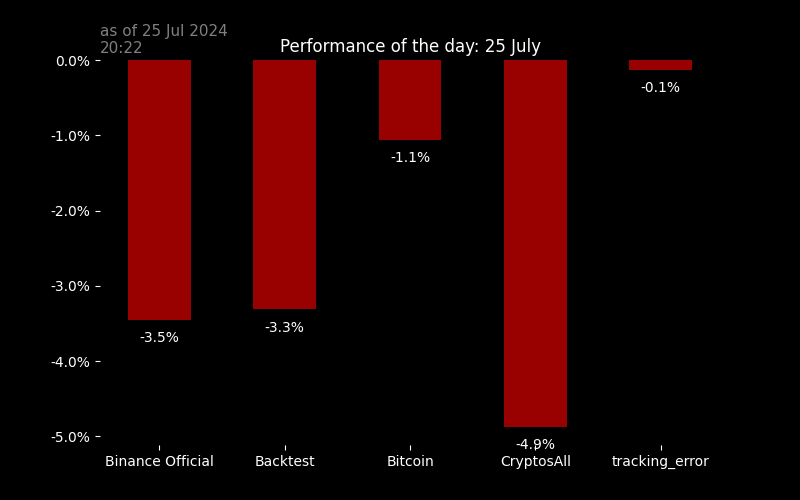 as of 25 Jul 2024
20:22
Performance of the day: 25 July
0.0%
-1.0%
-2.0%
-3.0%
-4.0%
-5.0%
-3.5%
-3.3%
-1.1%
-4.9%
-0.1%
Binance Official
Backtest
Bitcoin
CryptosAll
tracking_error